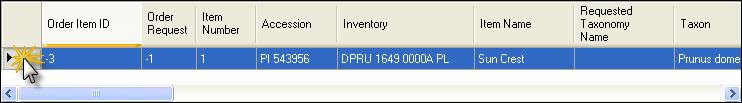 Order Item ID Order Request Item Number Accession Inventory Item Name Requested Taxonomy Name Taxon
-3 -1 1 PI 543956 DPRU 1649 0000A PL Sun Crest Prunus dome